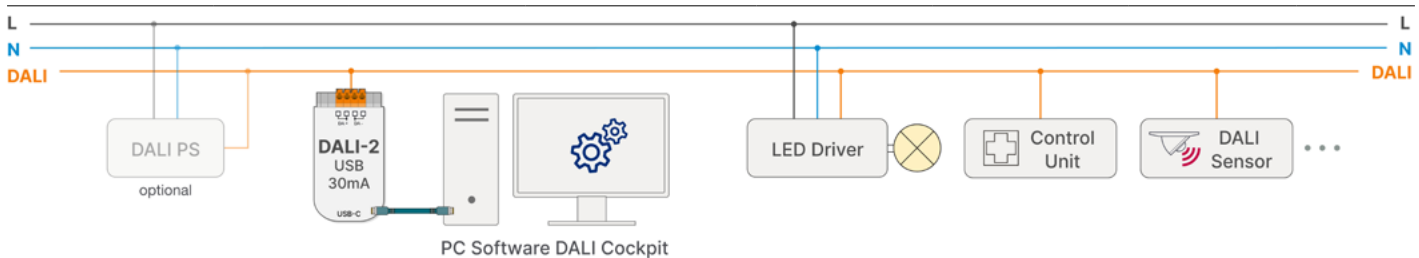 L
L
N
N
DALI
DALI
DALI PS
optional
DALI-2
USB
30mA
USB-C
PC Software DALI Cockpit
LED Driver
Control
Unit
DALI
Sensor